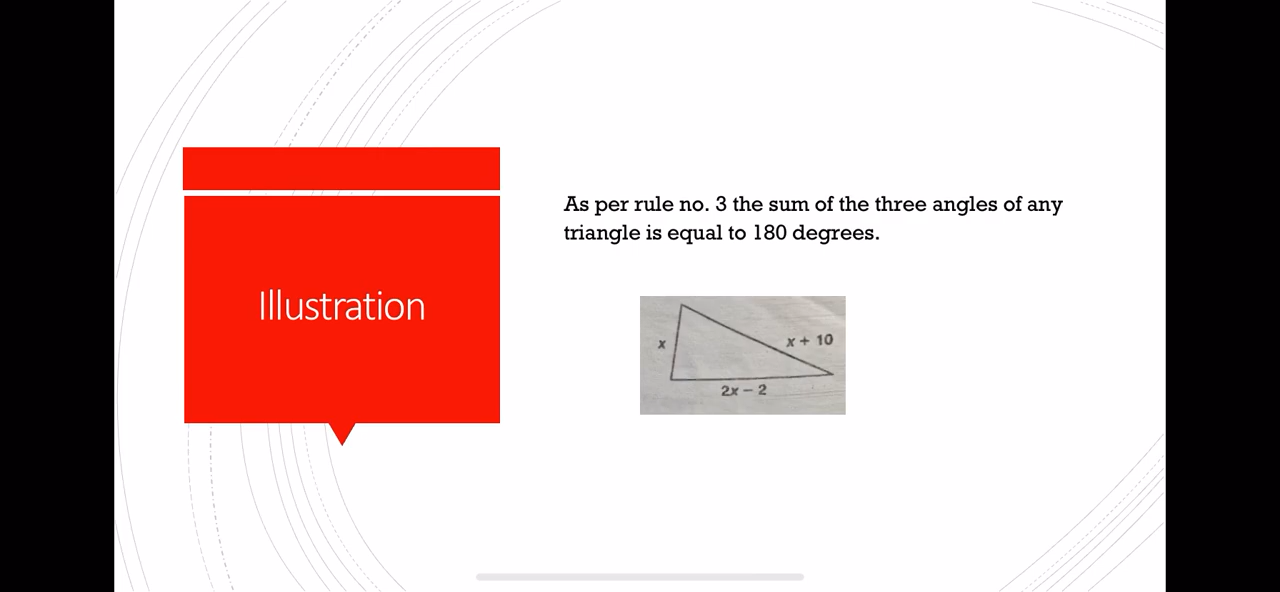 Illustration
As per rule no. 3 the sum of the three angles of any
triangle is equal to 180 degrees.
x
x + 10
2x – 2